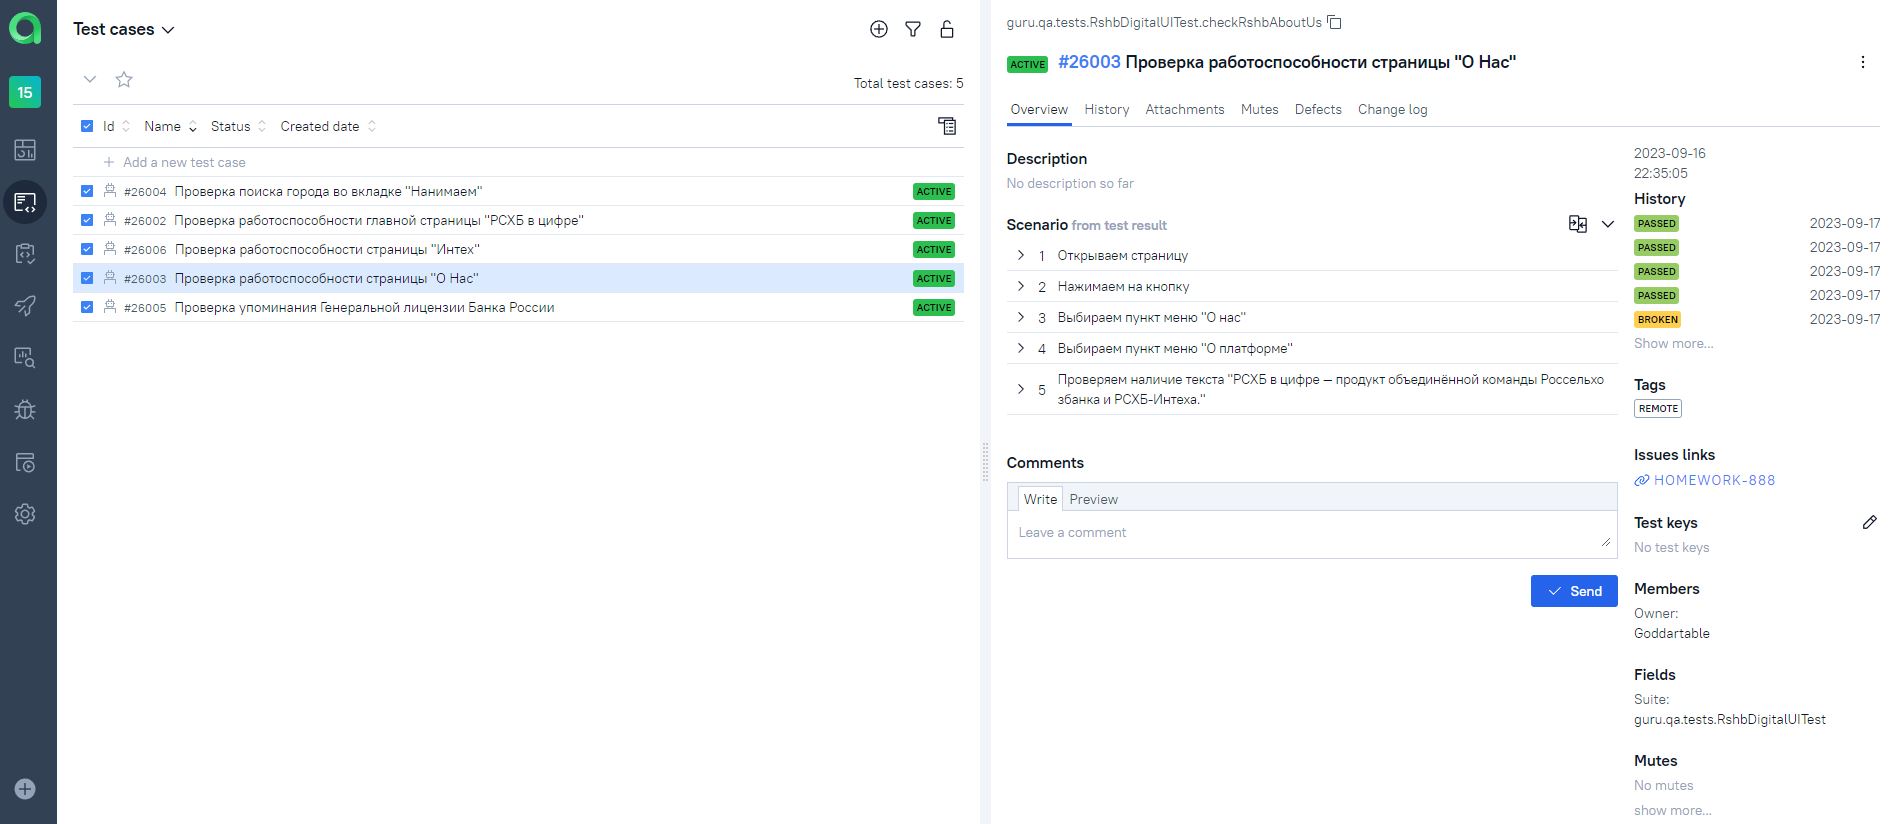 15
Test cases
Total test cases: 5
Id Name Status Created date
Add a new test case
#26004 Проверка поиска города во вкладке "Нанимаем" ACTIVE
#26002 Проверка работоспособности главной страницы "РСХБ в цифре" ACTIVE
#26006 Проверка работоспособности страницы "Интех" ACTIVE
#26003 Проверка работоспособности страницы "О Нас" ACTIVE
#26005 Проверка упоминания Генеральной лицензии Банка России ACTIVE
guru.qa.tests.RshbDigitalUITest.checkRshbAboutUs
ACTIVE #26003 Проверка работоспособности страницы "О Нас"
Overview History Attachments Mutes Defects Change log
Description
No description so far
Scenario from test result
1 Открываем страницу
2 Нажимаем на кнопку
3 Выбираем пункт меню "О нас"
4 Выбираем пункт меню "О платформе"
5 Проверяем наличие текста "РСХБ в цифре — продукт объединённой команды Россельхо
збанка и РСХБ-Интеха."
Comments
Write Preview
Leave a comment
Send
2023-09-16
22:35:05
History
PASSED 2023-09-17
PASSED 2023-09-17
PASSED 2023-09-17
PASSED 2023-09-17
BROKEN 2023-09-17
Show more...
Tags
REMOTE
Issues links
HOMEWORK-888
Test keys
No test keys
Members
Owner:
Goddartable
Fields
Suite:
guru.qa.tests.RshbDigitalUITest
Mutes
No mutes
show more...